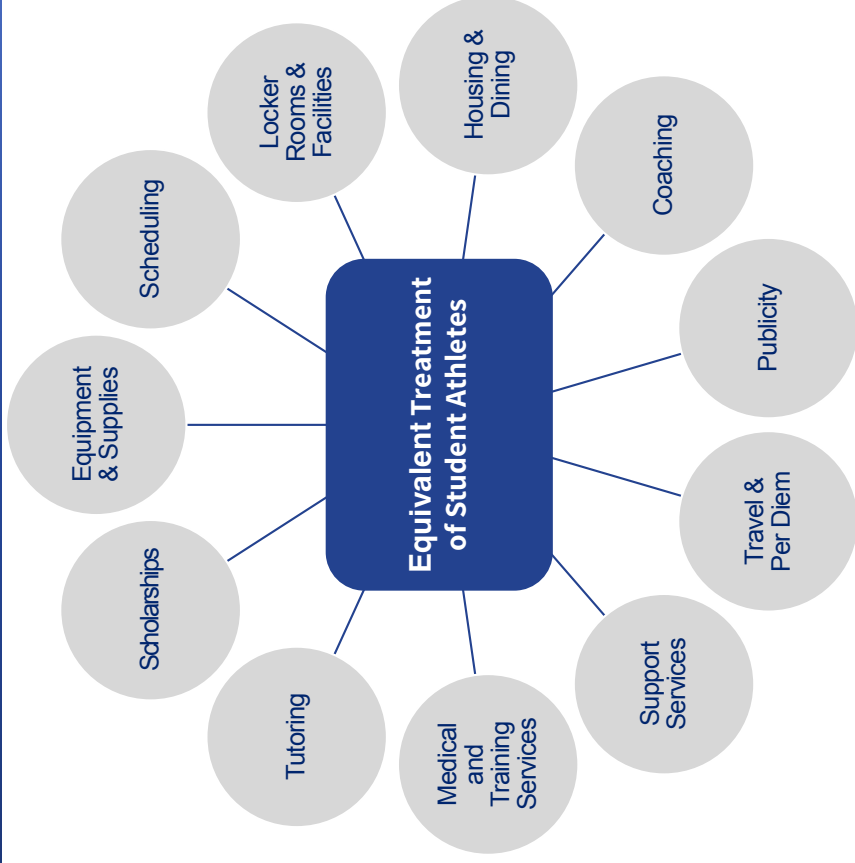 Equivalent Treatment
of Student Athletes
Equipment
& Supplies
Scheduling
Locker
Rooms &
Facilities
Housing &
Dining
Coaching
Publicity
Travel &
Per Diem
Support
Services
Medical
and
Training
Services
Tutoring
Scholarships